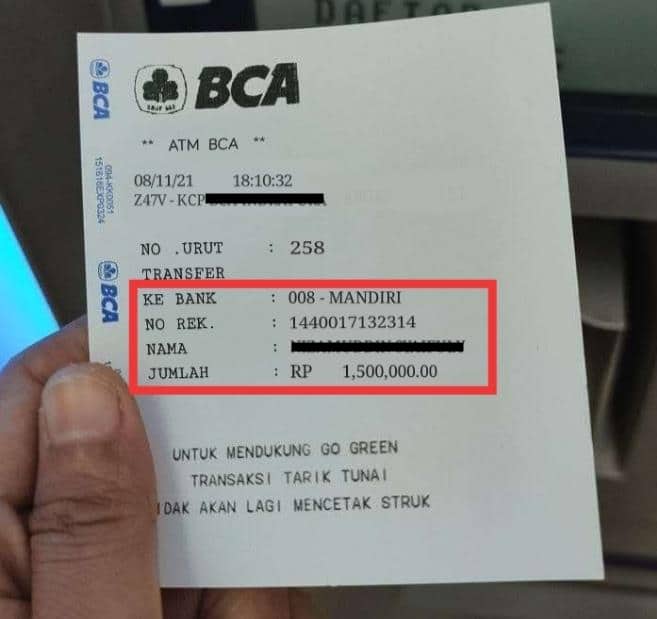 DAFTAR
BCA
BCA
** ATM BCA **
08/11/21 18:10:32
Z47V - KCP
NO .URUT : 258
TRANSFER
KE BANK : 008 - MANDIRI
NO REK. : 1440017132314
NAMA :
JUMLAH : RP 1,500,000.00
UNTUK MENDUKUNG GO GREEN
TRANSAKSI TARIK TUNAI
IDAK AKAN LAGI MENCETAK STRUK
BCA